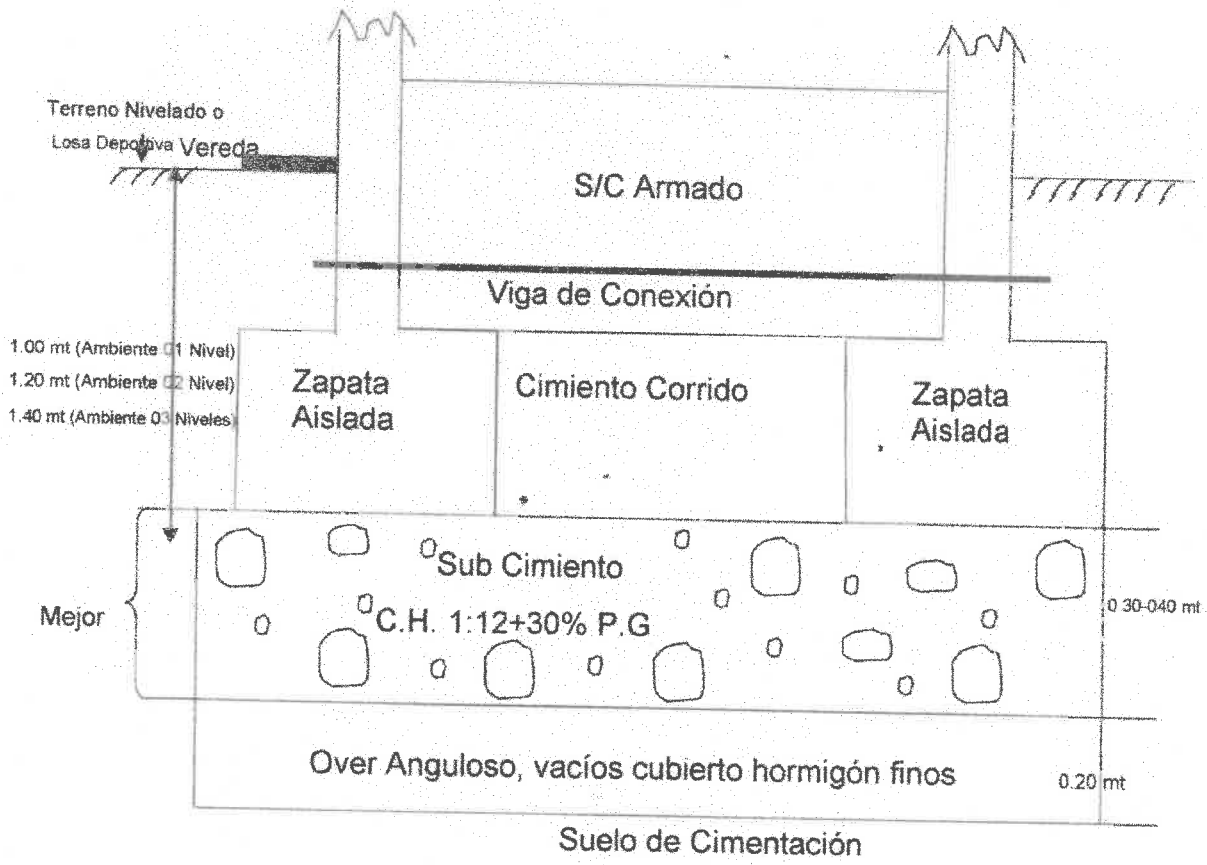 Terreno Nivelado o
Losa Deportiva Vereda
S/C Armado
Viga de Conexión
1.00 mt (Ambiente 01 Nivel)
1.20 mt (Ambiente 02 Nivel)
1.40 mt (Ambiente 03 Niveles)
Zapata
Aislada
Cimiento Corrido
Zapata
Aislada
Sub Cimiento
C.H. 1:12+30% P.G
Mejor
0 30-040 mt
Over Anguloso, vacíos cubierto hormigón finos
0.20 mt
Suelo de Cimentación